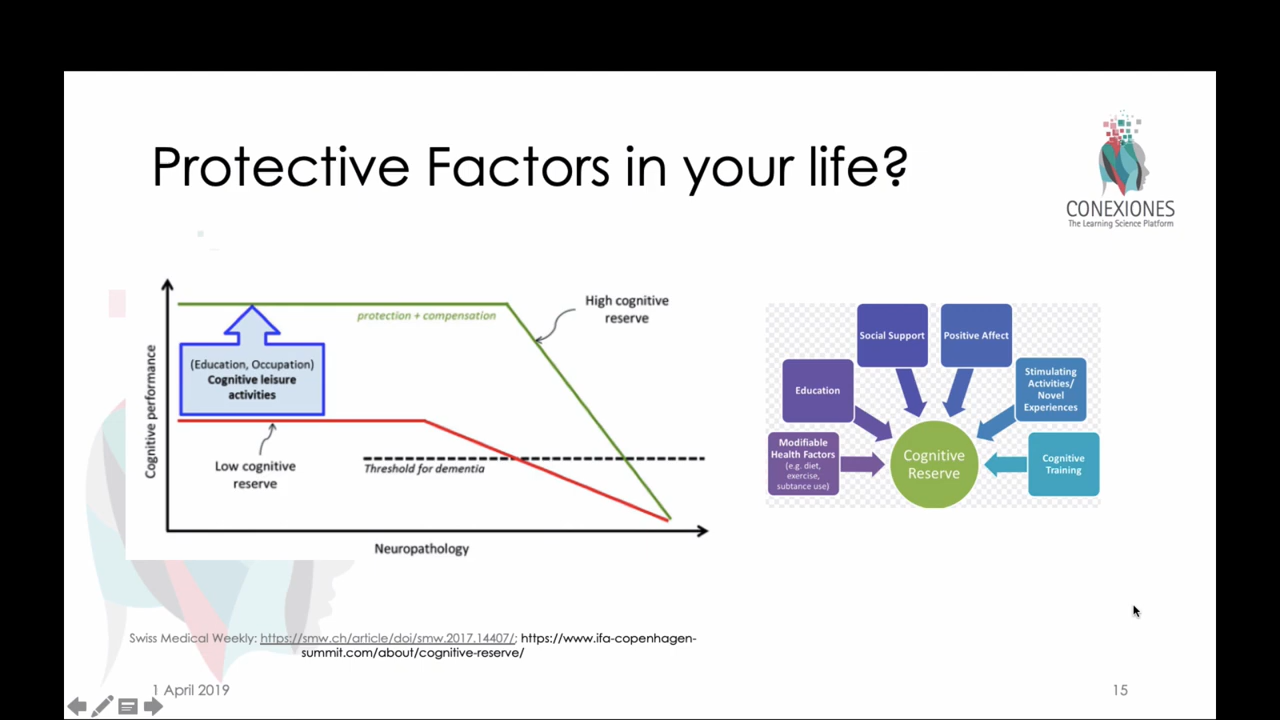 Protective Factors in your life?
CONEXIONES
The Learning Science Platform
Cognitive performance
protection + compensation
High cognitive
reserve
(Education, Occupation)
Cognitive leisure
activities
Low cognitive
reserve
Threshold for dementia
Neuropathology
Social Support
Positive Affect
Education
Stimulating
Activities/
Novel
Experiences
Modifiable
Health Factors
(e.g. diet,
exercise,
subtance use)
Cognitive
Reserve
Cognitive
Training
Swiss Medical Weekly: https://smw.ch/article/doi/smw.2017.14407/; https://www.ifa-copenhagen-
summit.com/about/cognitive-reserve/
1 April 2019
15